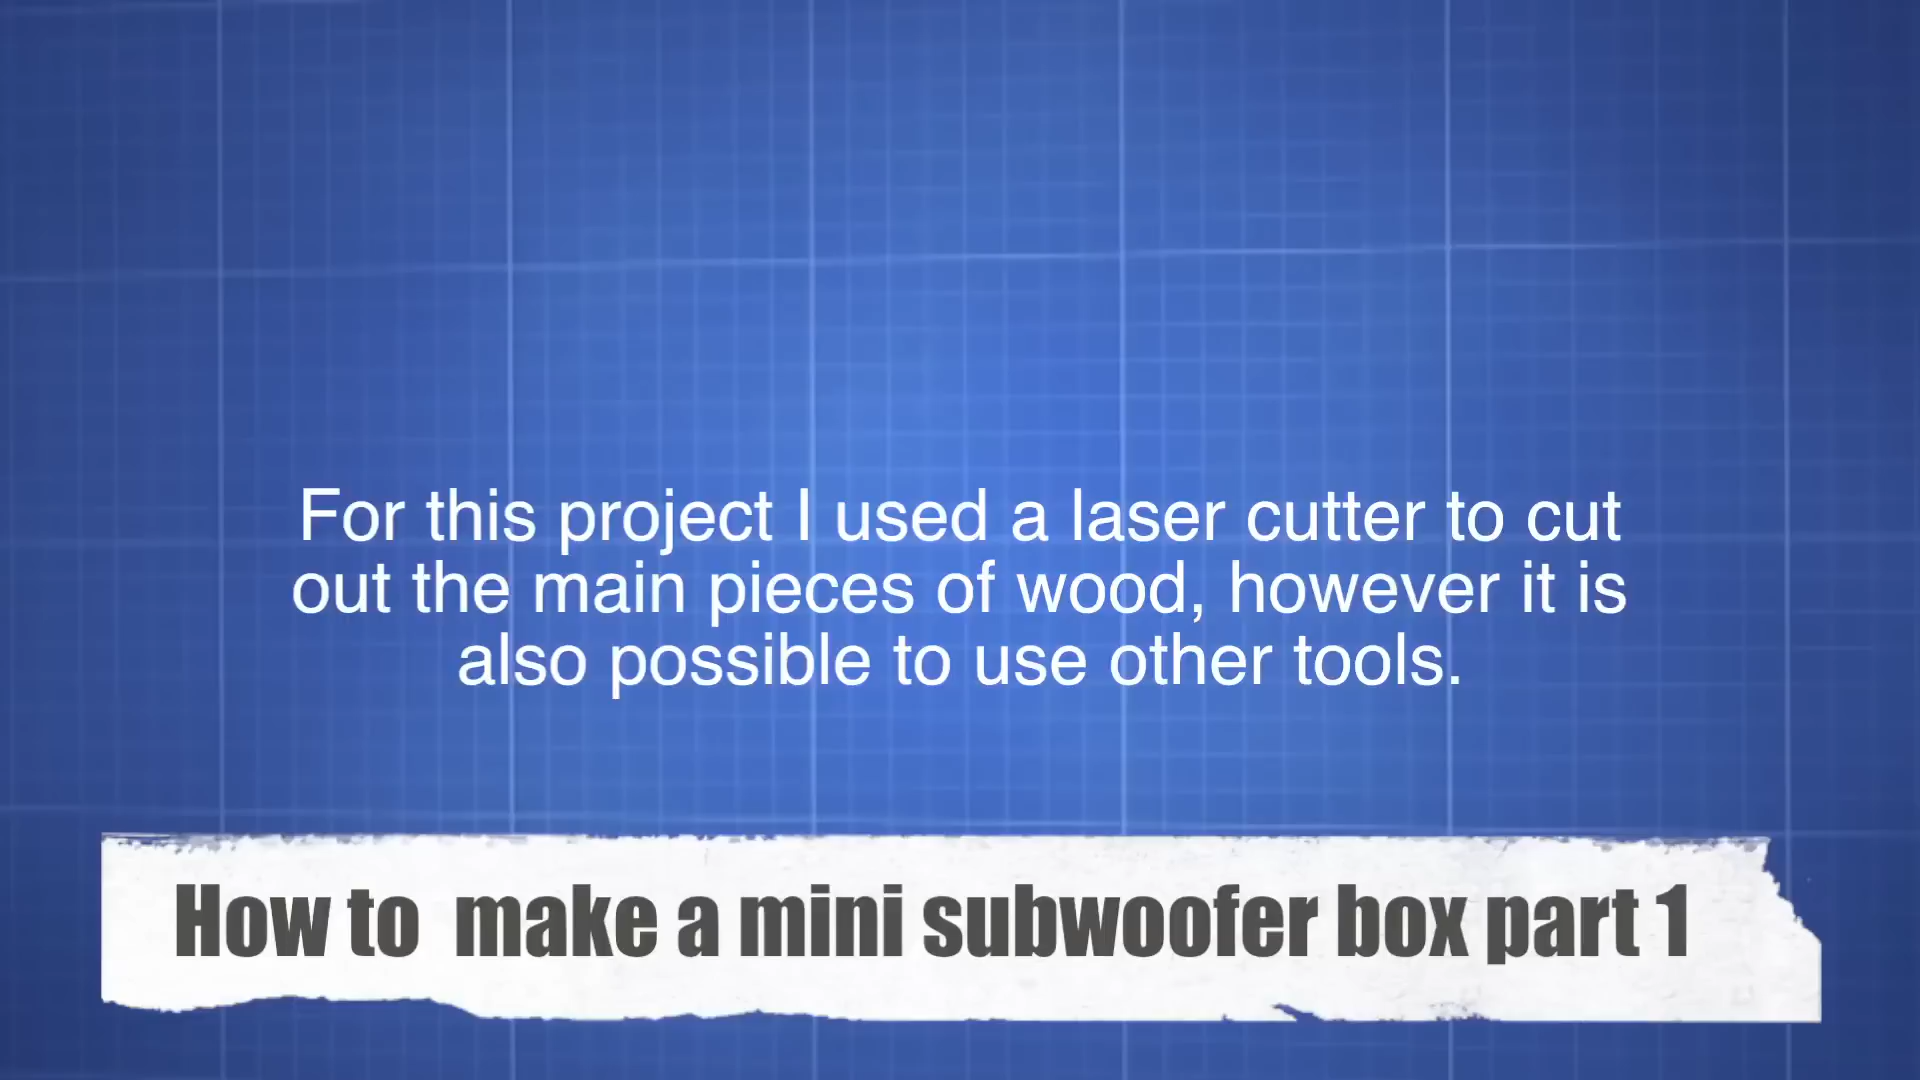 For this project I used a laser cutter to cut
out the main pieces of wood, however it is
also possible to use other tools.
How to  make a mini subwoofer box part 1